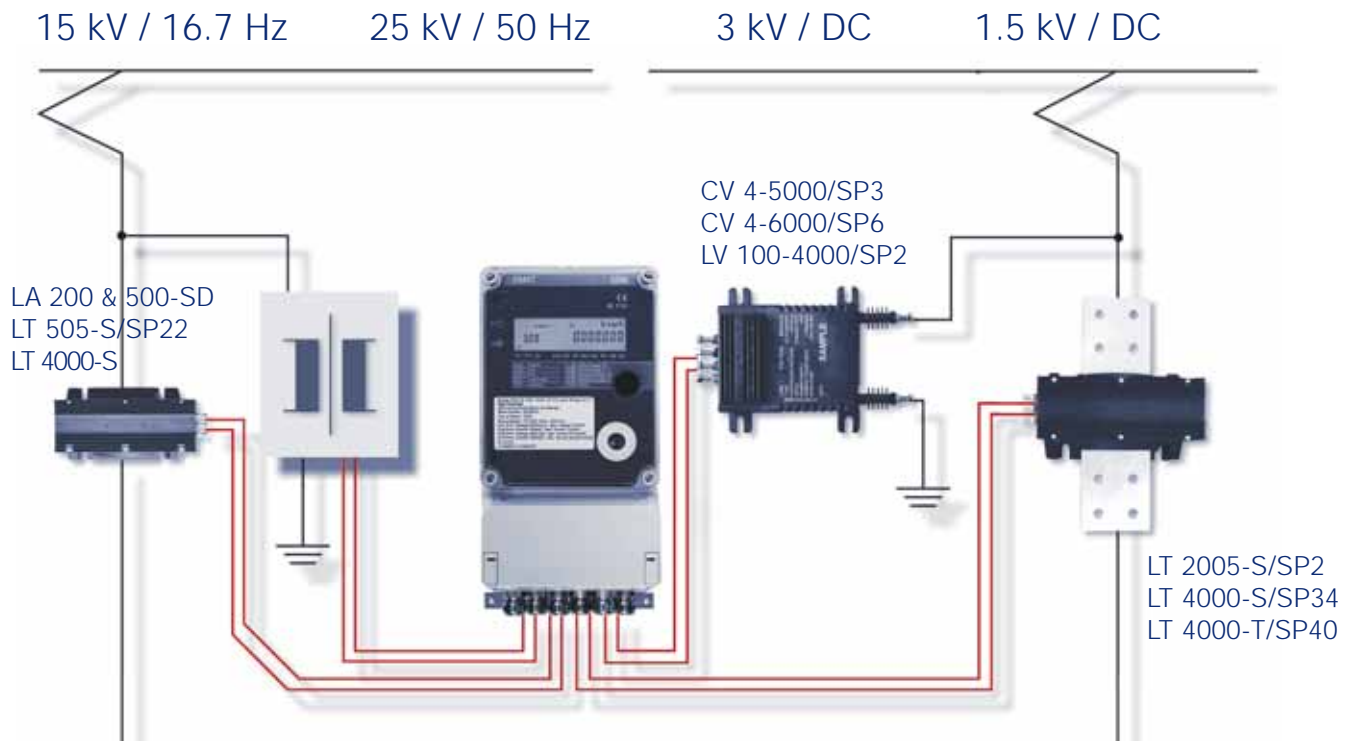 15 kV / 16.7 Hz
25 kV / 50 Hz
3 kV / DC
1.5 kV / DC
CV 4-5000/SP3
CV 4-6000/SP6
LV 100-4000/SP2
LA 200 & 500-SD
LT 505-S/SP22
LT 4000-S
SAMPLE
LT 2005-S/SP2
LT 4000-S/SP34
LT 4000-T/SP40